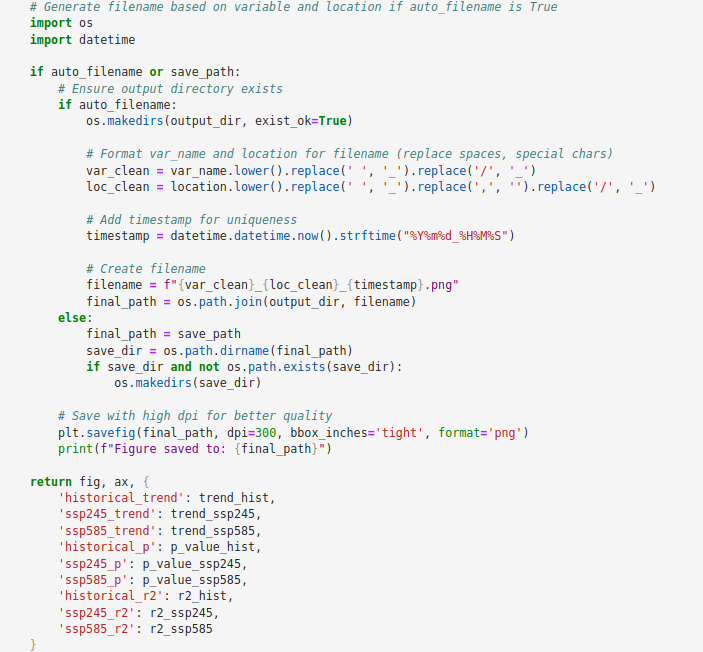 # Generate filename based on variable and location if auto_filename is True
import os
import datetime

if auto_filename or save_path:
    # Ensure output directory exists
    if auto_filename:
        os.makedirs(output_dir, exist_ok=True)

        # Format var_name and location for filename (replace spaces, special chars)
        var_clean = var_name.lower().replace(' ', '_').replace('/', '_')
        loc_clean = location.lower().replace(' ', '_').replace(',', '').replace('/', '_')

        # Add timestamp for uniqueness
        timestamp = datetime.datetime.now().strftime("%Y%m%d_%H%M%S")

        # Create filename
        filename = f"{var_clean}_{loc_clean}_{timestamp}.png"
        final_path = os.path.join(output_dir, filename)
    else:
        final_path = save_path
        save_dir = os.path.dirname(final_path)
        if save_dir and not os.path.exists(save_dir):
            os.makedirs(save_dir)

    # Save with high dpi for better quality
    plt.savefig(final_path, dpi=300, bbox_inches='tight', format='png')
    print(f"Figure saved to: {final_path}")

return fig, ax, {
    'historical_trend': trend_hist,
    'ssp245_trend': trend_ssp245,
    'ssp585_trend': trend_ssp585,
    'historical_p': p_value_hist,
    'ssp245_p': p_value_ssp245,
    'ssp585_p': p_value_ssp585,
    'historical_r2': r2_hist,
    'ssp245_r2': r2_ssp245,
    'ssp585_r2': r2_ssp585
}